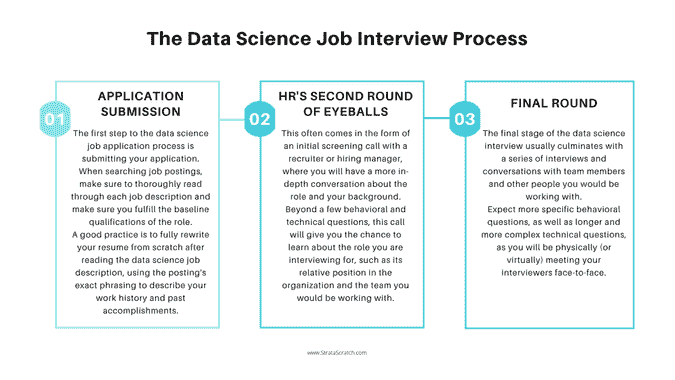 The Data Science Job Interview Process
01
APPLICATION
SUBMISSION
The first step to the data science
job application process is
submitting your application.
When searching job postings,
make sure to thoroughly read
through each job description and
make sure you fulfill the baseline
qualifications of the role.
A good practice is to fully rewrite
your resume from scratch after
reading the data science job
description, using the posting's
exact phrasing to describe your
work history and past
accomplishments.
02
HR'S SECOND ROUND
OF EYEBALLS
This often comes in the form of
an initial screening call with a
recruiter or hiring manager,
where you will have a more in-
depth conversation about the
role and your background.
Beyond a few behavioral and
technical questions, this call
will give you the chance to
learn about the role you are
interviewing for, such as its
relative position in the
organization and the team you
would be working with.
03
FINAL ROUND
The final stage of the data science
interview usually culminates with
a series of interviews and
conversations with team members
and other people you would be
working with.
Expect more specific behavioral
questions, as well as longer and
more complex technical questions,
as you will be physically (or
virtually) meeting your
interviewers face-to-face.
www.StrataScratch.com